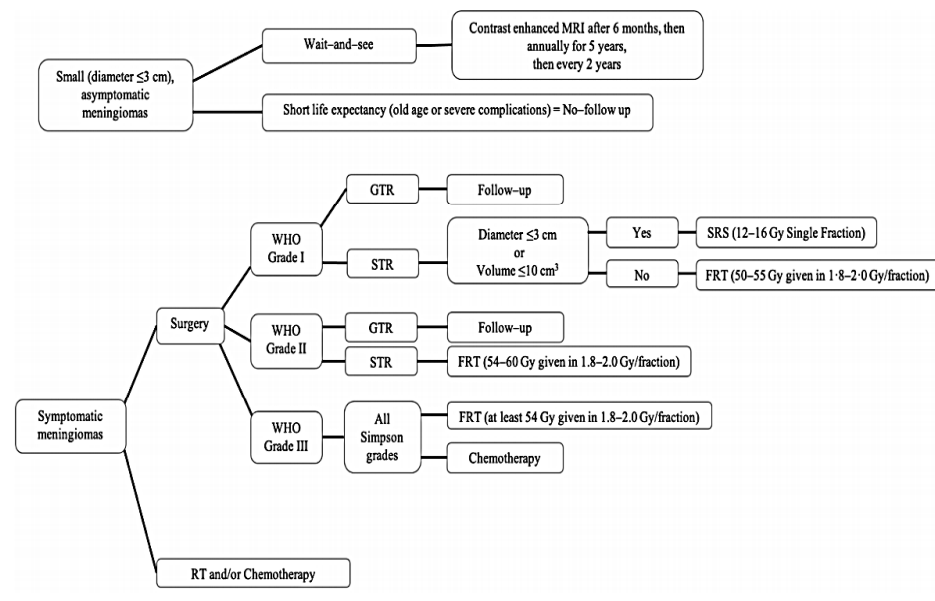 Small (diameter ≤3 cm),
asymptomatic
meningiomas
Wait–and–see
Contrast enhanced MRI after 6 months, then
annually for 5 years,
then every 2 years
Short life expectancy (old age or severe complications) = No–follow up
Symptomatic
meningiomas
Surgery
WHO
Grade I
GTR
Follow–up
STR
Diameter ≤3 cm
or
Volume ≤10 cm³
Yes
SRS (12–16 Gy Single Fraction)
No
FRT (50–55 Gy given in 1·8–2·0 Gy/fraction)
WHO
Grade II
GTR
Follow–up
STR
FRT (54–60 Gy given in 1.8–2.0 Gy/fraction)
WHO
Grade III
All
Simpson
grades
FRT (at least 54 Gy given in 1.8–2.0 Gy/fraction)
Chemotherapy
RT and/or Chemotherapy